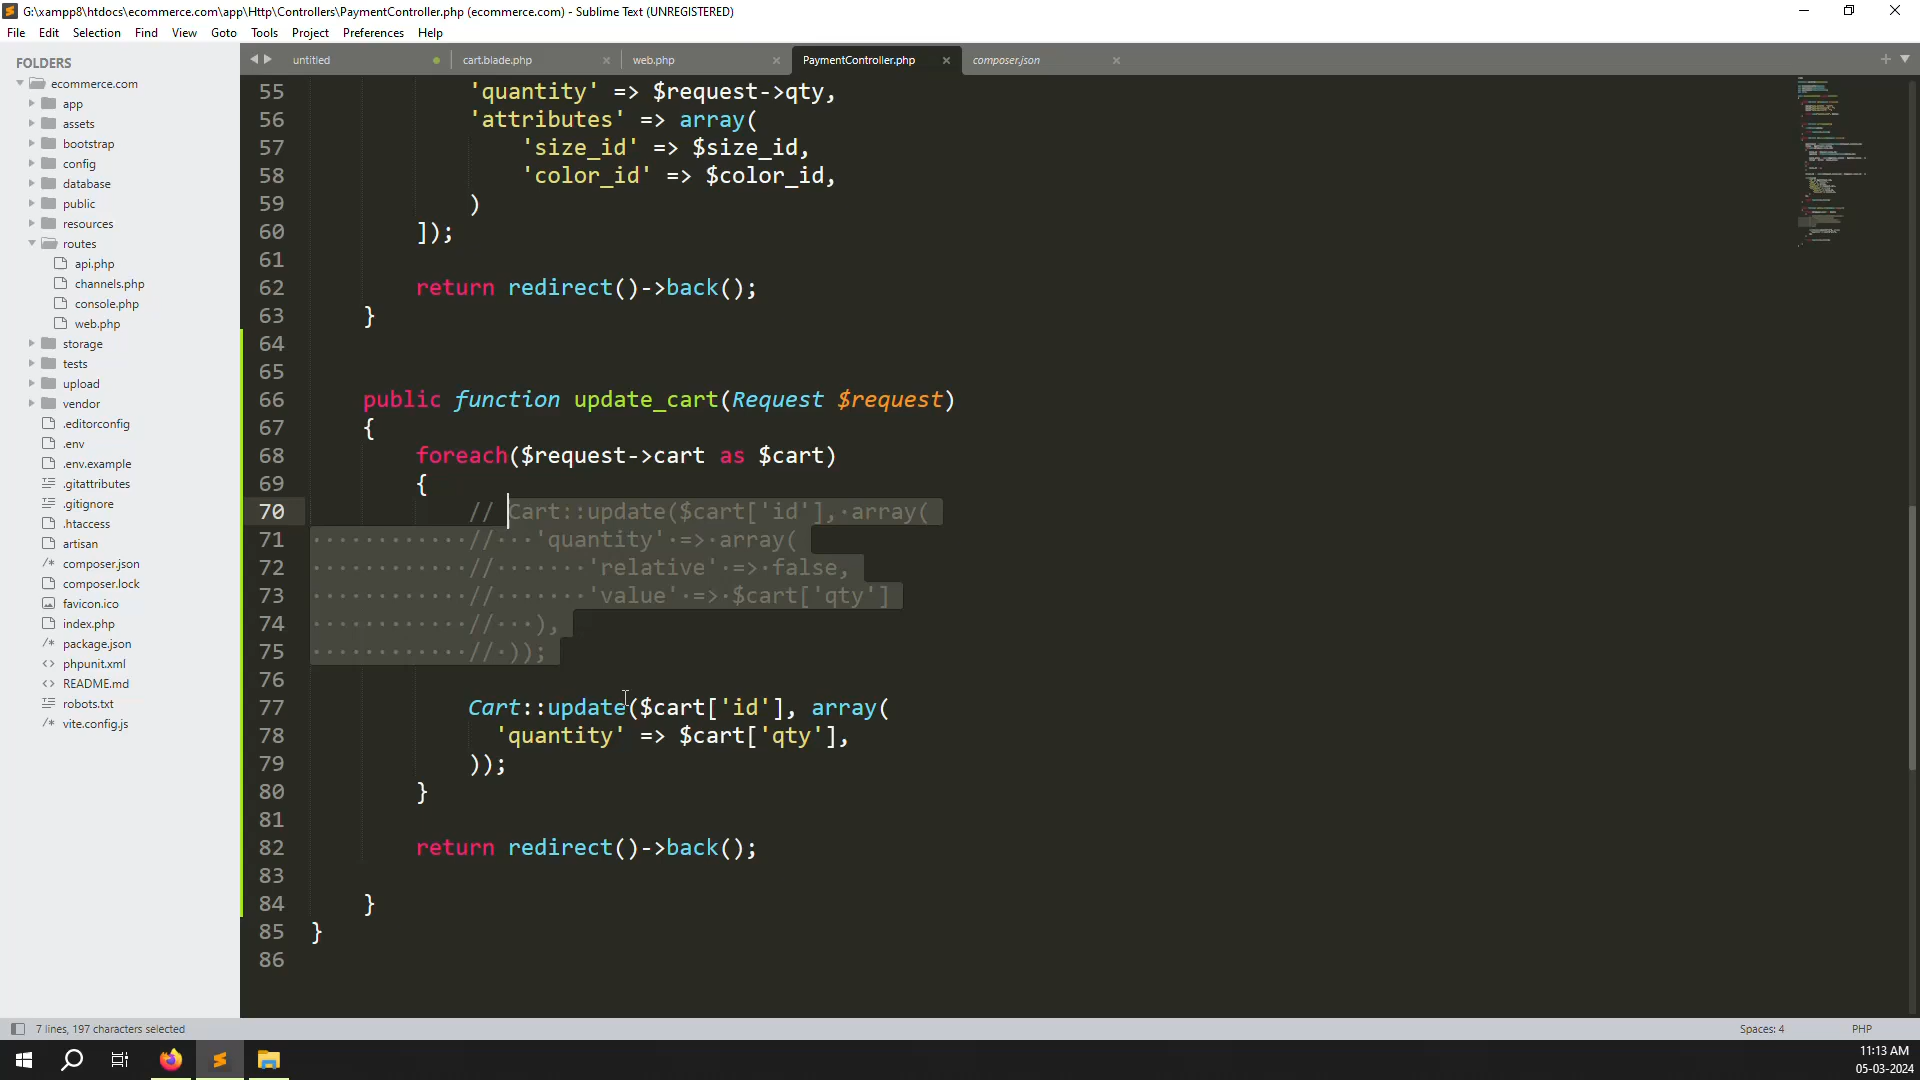 G:\xampp8\htdocs\ecommerce.com\app\Http\Controllers\PaymentController.php (ecommerce.com) - Sublime Text (UNREGISTERED)
File Edit Selection Find View Goto Tools Project Preferences Help
FOLDERS
ecommerce.com
app
assets
bootstrap
config
database
public
resources
routes
api.php
channels.php
console.php
web.php
storage
tests
upload
vendor
.editorconfig
.env
.env.example
.gitattributes
.gitignore
.htaccess
artisan
composer.json
composer.lock
favicon.ico
index.php
package.json
phpunit.xml
README.md
robots.txt
vite.config.js
untitled cart.blade.php web.php PaymentController.php composer.json
55 'quantity' => $request->qty,
56 'attributes' => array(
57 'size_id' => $size_id,
58 'color_id' => $color_id,
59 )
60 ]);
61
62 return redirect()->back();
63 }
64
65
66 public function update_cart(Request $request)
67 {
68 foreach($request->cart as $cart)
69 {
70 // Cart::update($cart['id'], array(
71 // 'quantity' => array(
72 // 'relative' => false,
73 // 'value' => $cart['qty']
74 // ),
75 // ));
76
77 Cart::update($cart['id'], array(
78 'quantity' => $cart['qty'],
79 ));
80 }
81
82 return redirect()->back();
83
84 }
85 }
86
7 lines, 197 characters selected
Spaces: 4 PHP
11:13 AM
05-03-2024